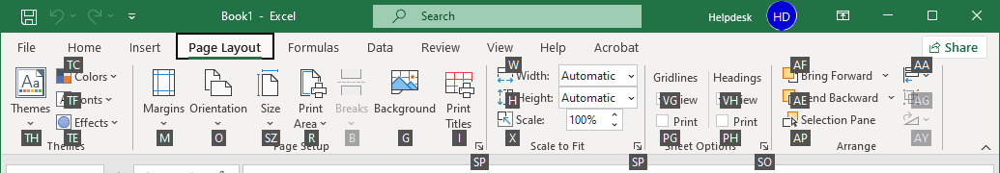 Book1 - Excel
Search
Helpdesk
HD
File Home Insert Page Layout Formulas Data Review View Help Acrobat Share
TC W AF AA
Aa Colors Width: Automatic Gridlines Headings Bring Forward
TF H VG VH AE AG
Themes Margins Orientation Size Print Breaks Background Print Height: Automatic Backward
Area Titles
Effects Scale: 100% Print Print Selection Pane
TH TE M O SZ R B G I X PG PH AP AY
Themes Page Setup Scale to Fit Sheet Options Arrange
SP SP SO